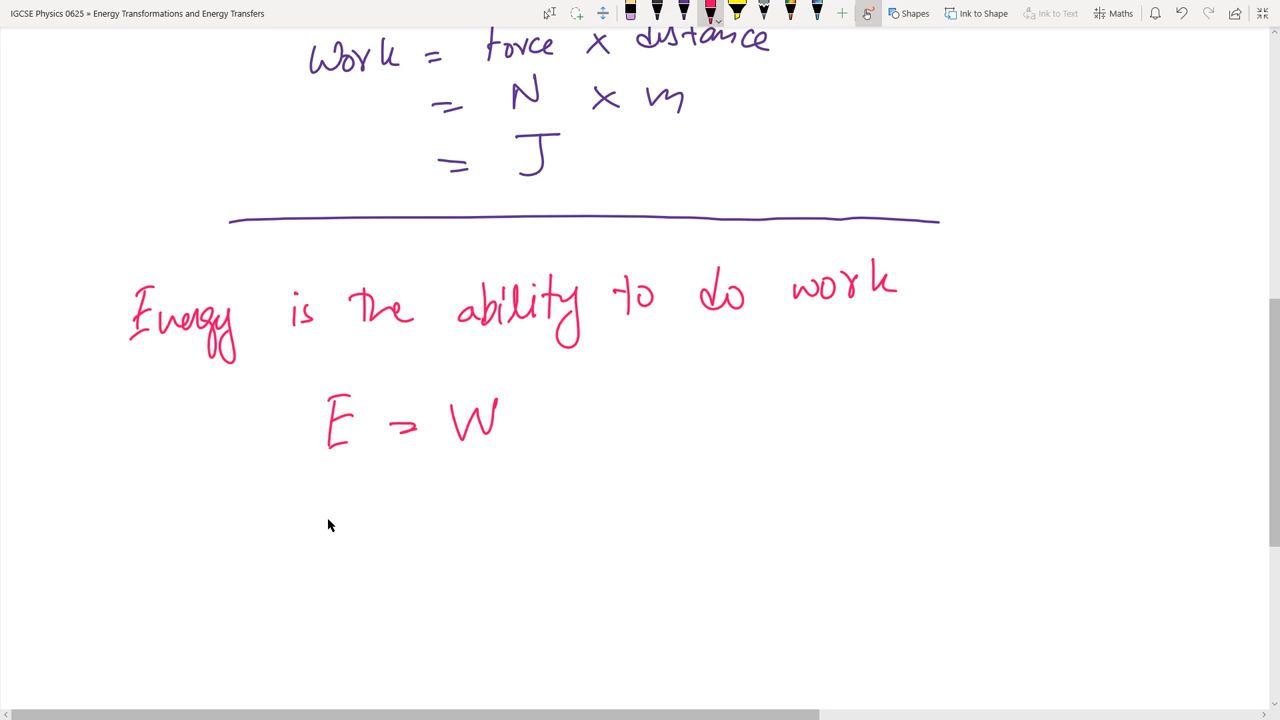 IGCSE Physics 0625 Energy Transformations and Energy Transfers
Shapes Ink to Shape Ink to Text Maths
Work = force × distance
= N × m
= J
Energy is the ability to do work
E = W